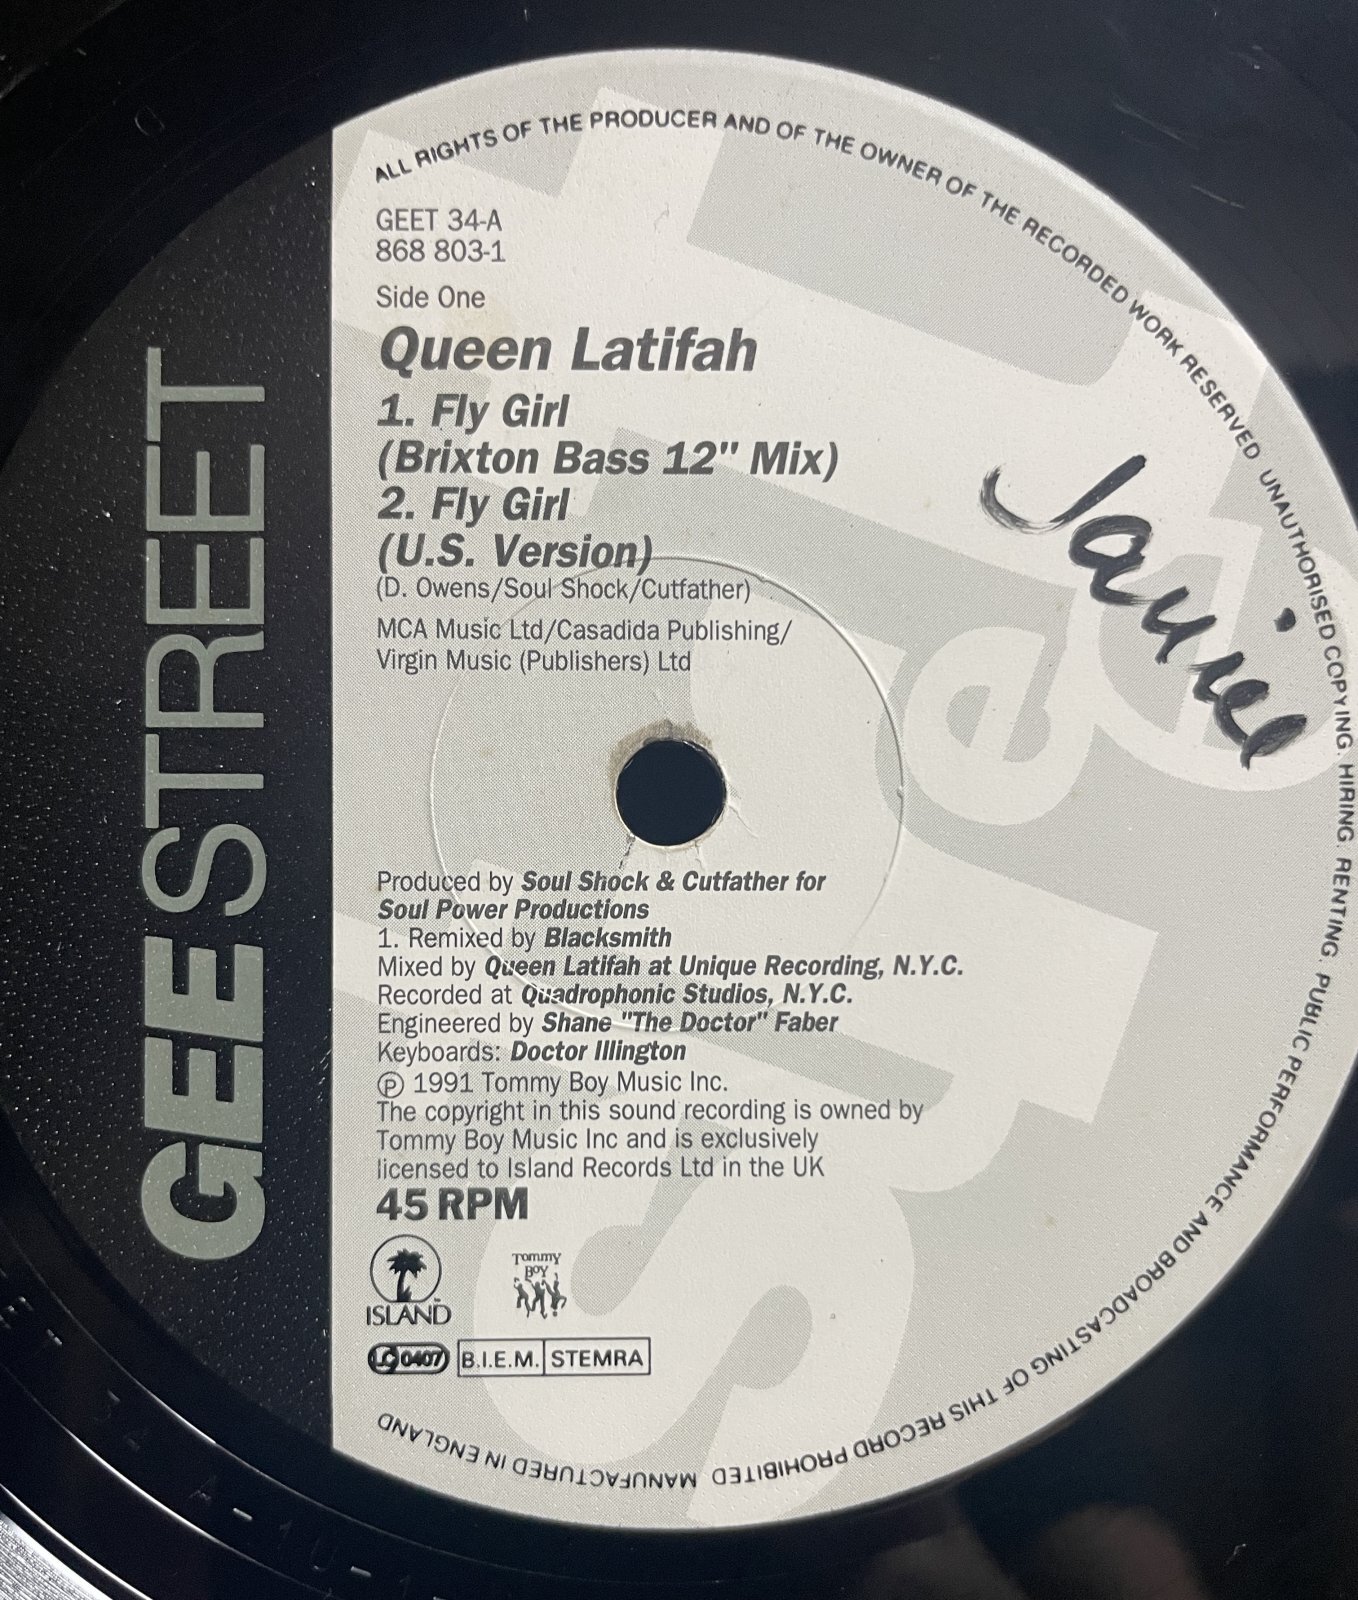 ALL RIGHTS OF THE PRODUCER AND OF THE OWNER OF THE RECORDED WORK RESERVED UNAUTHORISED COPYING. HIRING. RENTING. PUBLIC PERFORMANCE AND BROADCASTING OF THIS RECORD PROHIBITED MANUFACTURED IN ENGLAND
GEE STREET
GEET 34-A
868 803-1
Side One
Queen Latifah
1. Fly Girl
(Brixton Bass 12" Mix)
2. Fly Girl
(U.S. Version)
(D. Owens/Soul Shock/Cutfather)
MCA Music Ltd/Casadida Publishing/
Virgin Music (Publishers) Ltd
Jamie
Produced by Soul Shock & Cutfather for
Soul Power Productions
1. Remixed by Blacksmith
Mixed by Queen Latifah at Unique Recording, N.Y.C.
Recorded at Quadrophonic Studios, N.Y.C.
Engineered by Shane "The Doctor" Faber
Keyboards: Doctor Illington
Ⓟ 1991 Tommy Boy Music Inc.
The copyright in this sound recording is owned by
Tommy Boy Music Inc and is exclusively
licensed to Island Records Ltd in the UK
45 RPM
ISLAND
Tommy
BOY
LC 0407 B.I.E.M. STEMRA